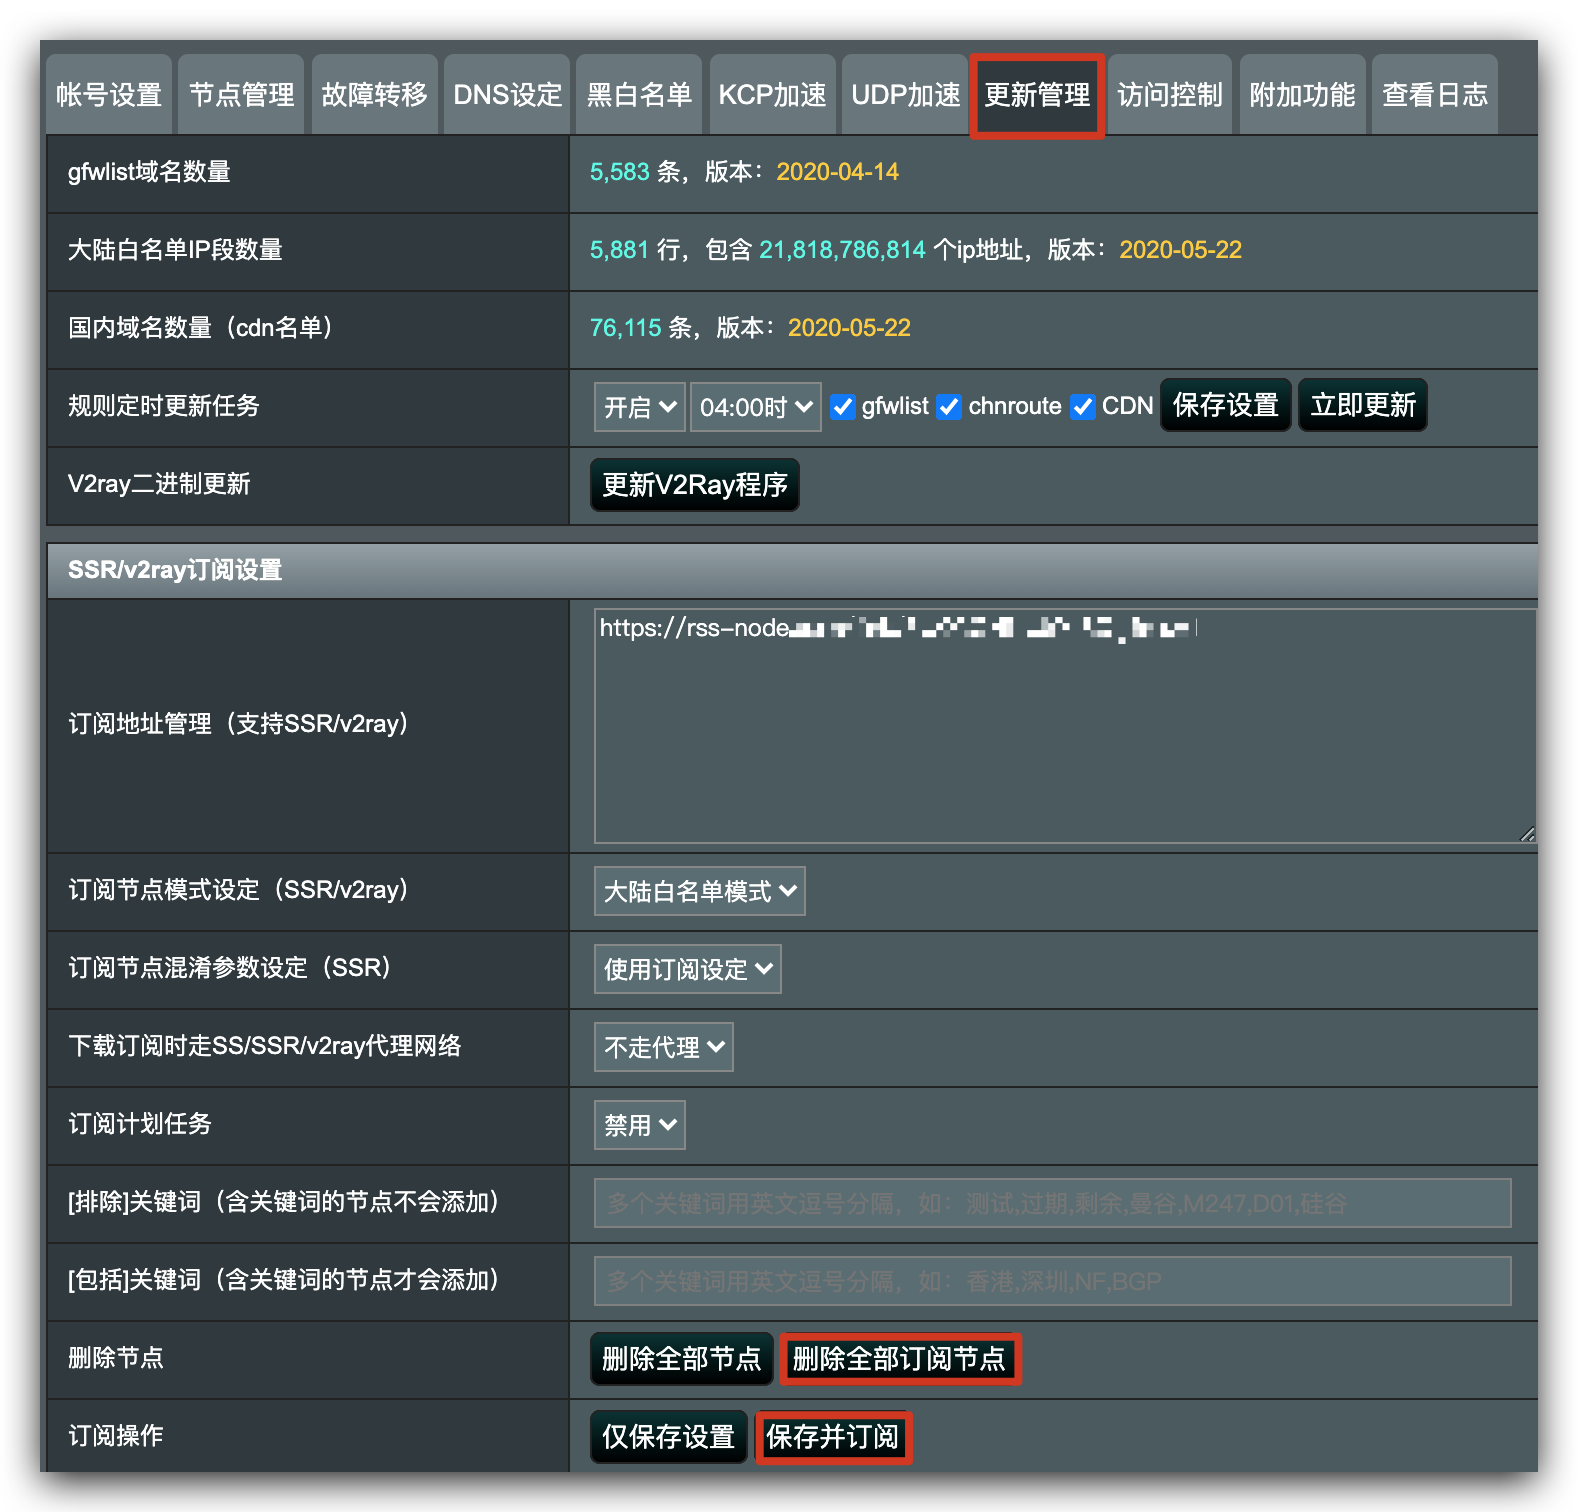 帐号设置 节点管理 故障转移 DNS设定 黑白名单 KCP加速 UDP加速 更新管理 访问控制 附加功能 查看日志
gfwlist域名数量 5,583 条，版本：2020-04-14
大陆白名单IP段数量 5,881 行，包含 21,818,786,814 个ip地址，版本：2020-05-22
国内域名数量（cdn名单） 76,115 条，版本：2020-05-22
规则定时更新任务 开启 04:00时 gfwlist chnroute CDN 保存设置 立即更新
V2ray二进制更新 更新V2Ray程序
SSR/v2ray订阅设置
https://rss-node
订阅地址管理（支持SSR/v2ray）
订阅节点模式设定（SSR/v2ray） 大陆白名单模式
订阅节点混淆参数设定（SSR） 使用订阅设定
下载订阅时走SS/SSR/v2ray代理网络 不走代理
订阅计划任务 禁用
[排除]关键词（含关键词的节点不会添加） 多个关键词用英文逗号分隔，如：测试,过期,剩余,曼谷,M247,D01,硅谷
[包括]关键词（含关键词的节点才会添加） 多个关键词用英文逗号分隔，如：香港,深圳,NF,BGP
删除节点 删除全部节点 删除全部订阅节点
订阅操作 仅保存设置 保存并订阅